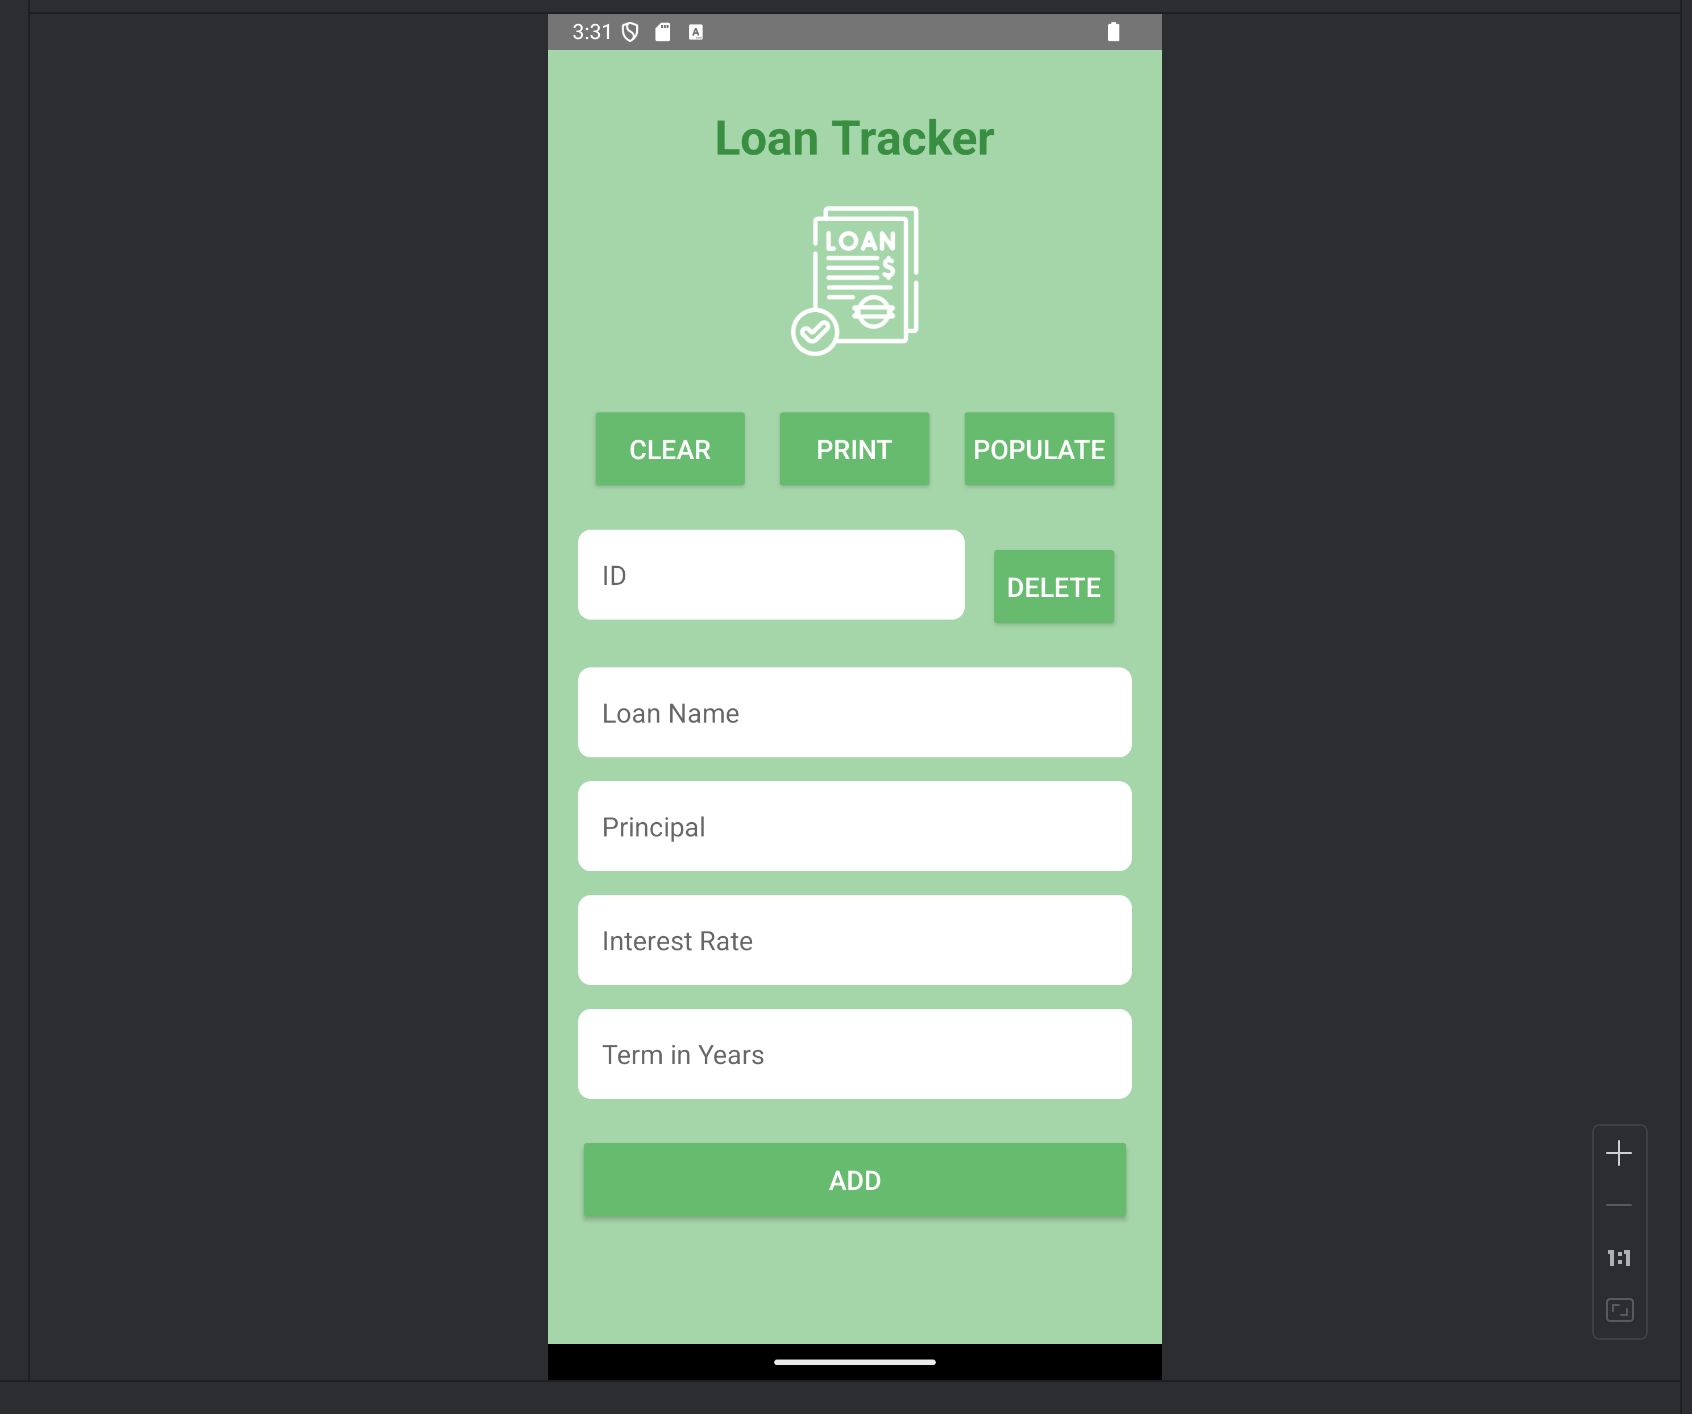 3:31
A
Loan Tracker
LOAN
$
CLEAR
PRINT
POPULATE
ID
DELETE
Loan Name
Principal
Interest Rate
Term in Years
ADD
1:1